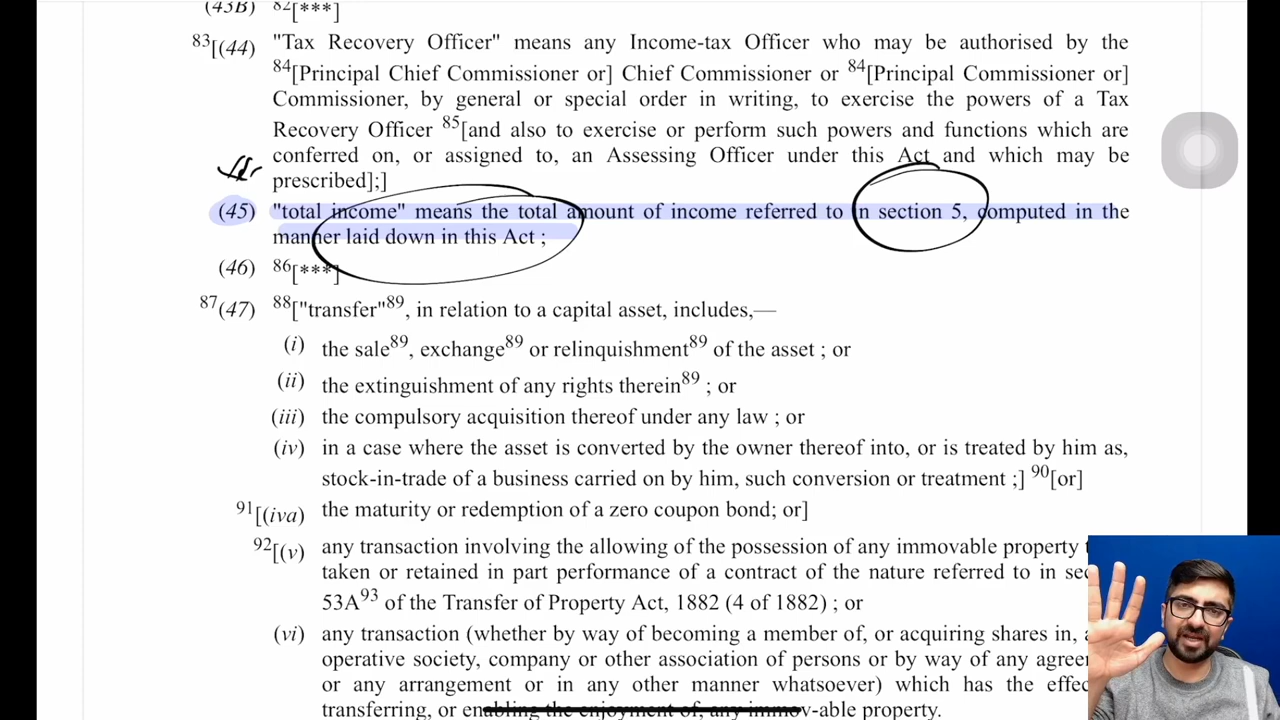 (43B) 82[***]
83[(44) "Tax Recovery Officer" means any Income-tax Officer who may be authorised by the
84[Principal Chief Commissioner or] Chief Commissioner or 84[Principal Commissioner or]
Commissioner, by general or special order in writing, to exercise the powers of a Tax
Recovery Officer 85[and also to exercise or perform such powers and functions which are
conferred on, or assigned to, an Assessing Officer under this Act and which may be
prescribed];]
(45) "total income" means the total amount of income referred to in section 5, computed in the
manner laid down in this Act ;
(46) 86[***]
87(47) 88["transfer"89, in relation to a capital asset, includes,—
(i) the sale89, exchange89 or relinquishment89 of the asset ; or
(ii) the extinguishment of any rights therein89 ; or
(iii) the compulsory acquisition thereof under any law ; or
(iv) in a case where the asset is converted by the owner thereof into, or is treated by him as,
stock-in-trade of a business carried on by him, such conversion or treatment ;] 90[or]
91[(iva) the maturity or redemption of a zero coupon bond; or]
92[(v) any transaction involving the allowing of the possession of any immovable property
taken or retained in part performance of a contract of the nature referred to in
53A93 of the Transfer of Property Act, 1882 (4 of 1882) ; or
(vi) any transaction (whether by way of becoming a member of, or acquiring shares in,
operative society, company or other association of persons or by way of any
or any arrangement or in any other manner whatsoever) which has the
transferring, or enabling the enjoyment of, any immov-able property.